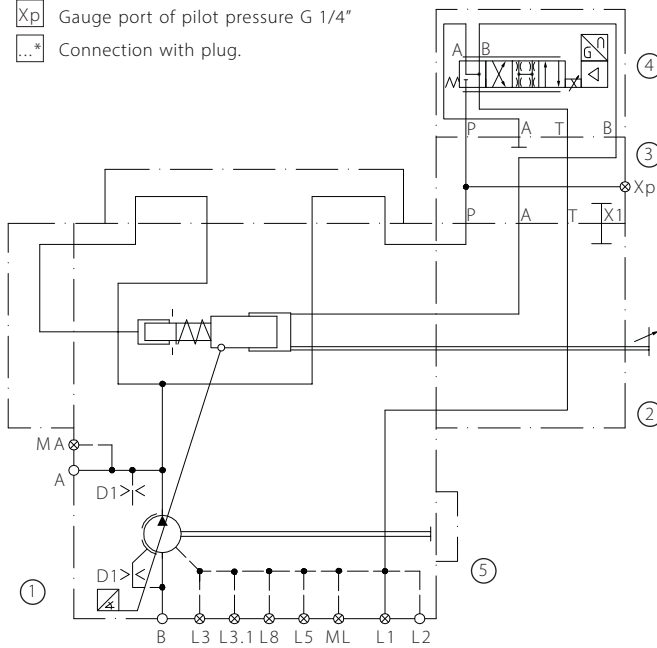 Xp Gauge port of pilot pressure G 1/4"
...* Connection with plug.
A B
G U
4
P A T B
3
Xp
P A T X1
2
MA
A
D1
D1
5
1
B L3 L3.1 L8 L5 ML L1 L2